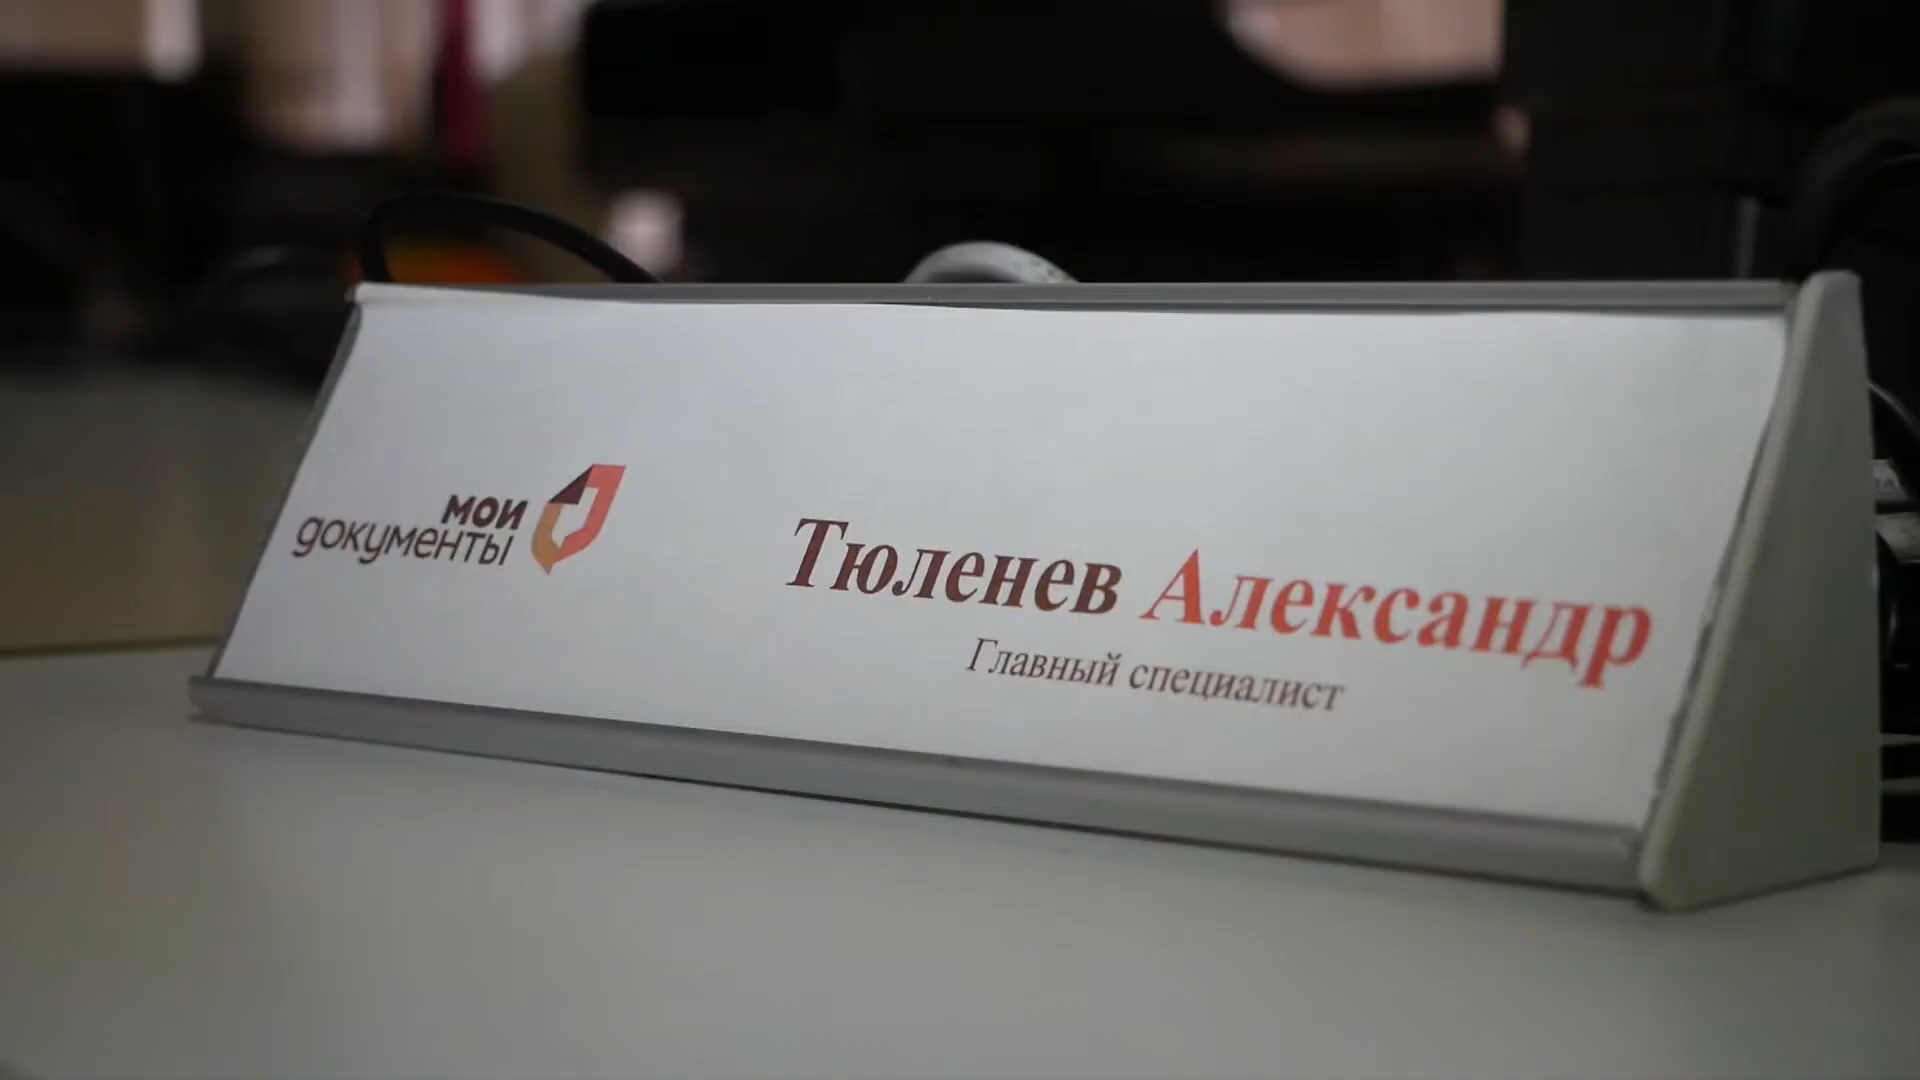 мои
документы
Тюленев Александр
Главный специалист